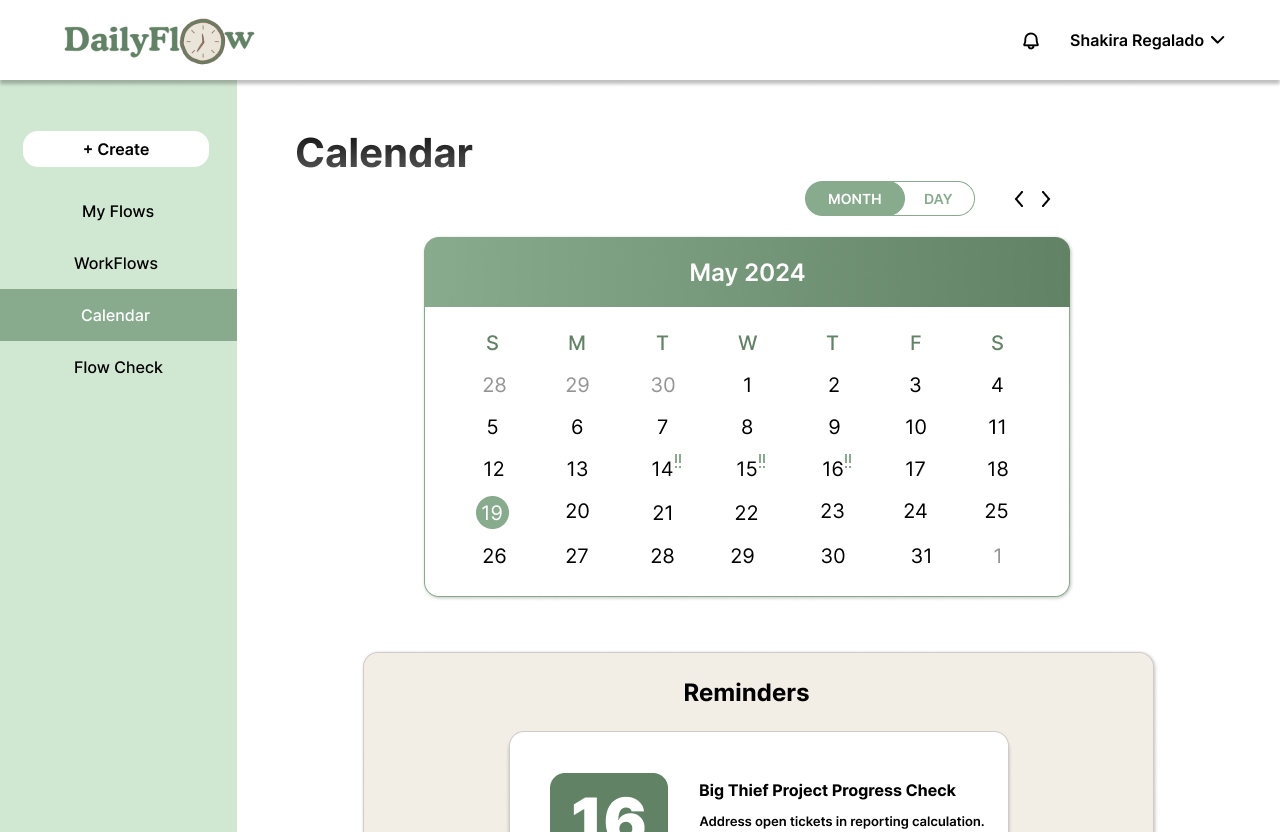 DailyFlow
Shakira Regalado
+ Create
My Flows
WorkFlows
Calendar
Flow Check
Calendar
MONTH DAY
May 2024
S M T W T F S
28 29 30 1 2 3 4
5 6 7 8 9 10 11
12 13 14!! 15!! 16!! 17 18
19 20 21 22 23 24 25
26 27 28 29 30 31 1
Reminders
16
Big Thief Project Progress Check
Address open tickets in reporting calculation.